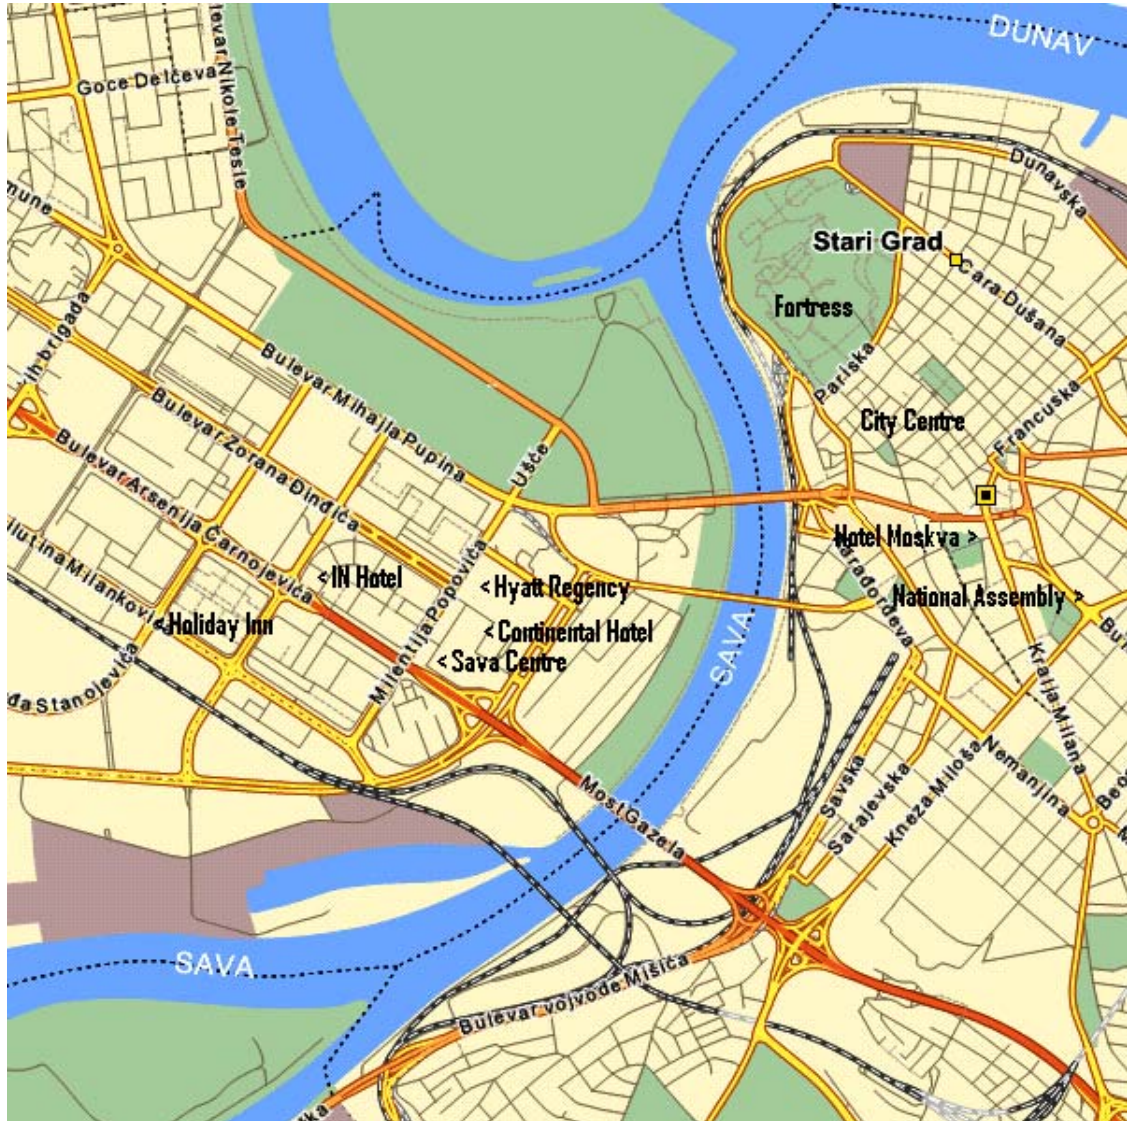 DUNAV
Bulevar Nikole Tesle
Goce Delčeva
Dunavska
Stari Grad
Cara Dušana
Fortress
Pariska
Francuska
City Centre
Bulevar Mihajla Pupina
Ušće
Bulevar Zorana Đinđića
Bulevar Arsenija Čarnojevića
Hotel Moskva >
< IN Hotel
< Hyatt Regency
National Assembly >
< Holiday Inn
< Continental Hotel
< Sava Centre
Milentija Popovića
SAVA
Kralja Milana
Nemanjina
Savska
Sarajevska
Kneza Miloša
Most Gazela
SAVA
Bulevar vojvode Mišića